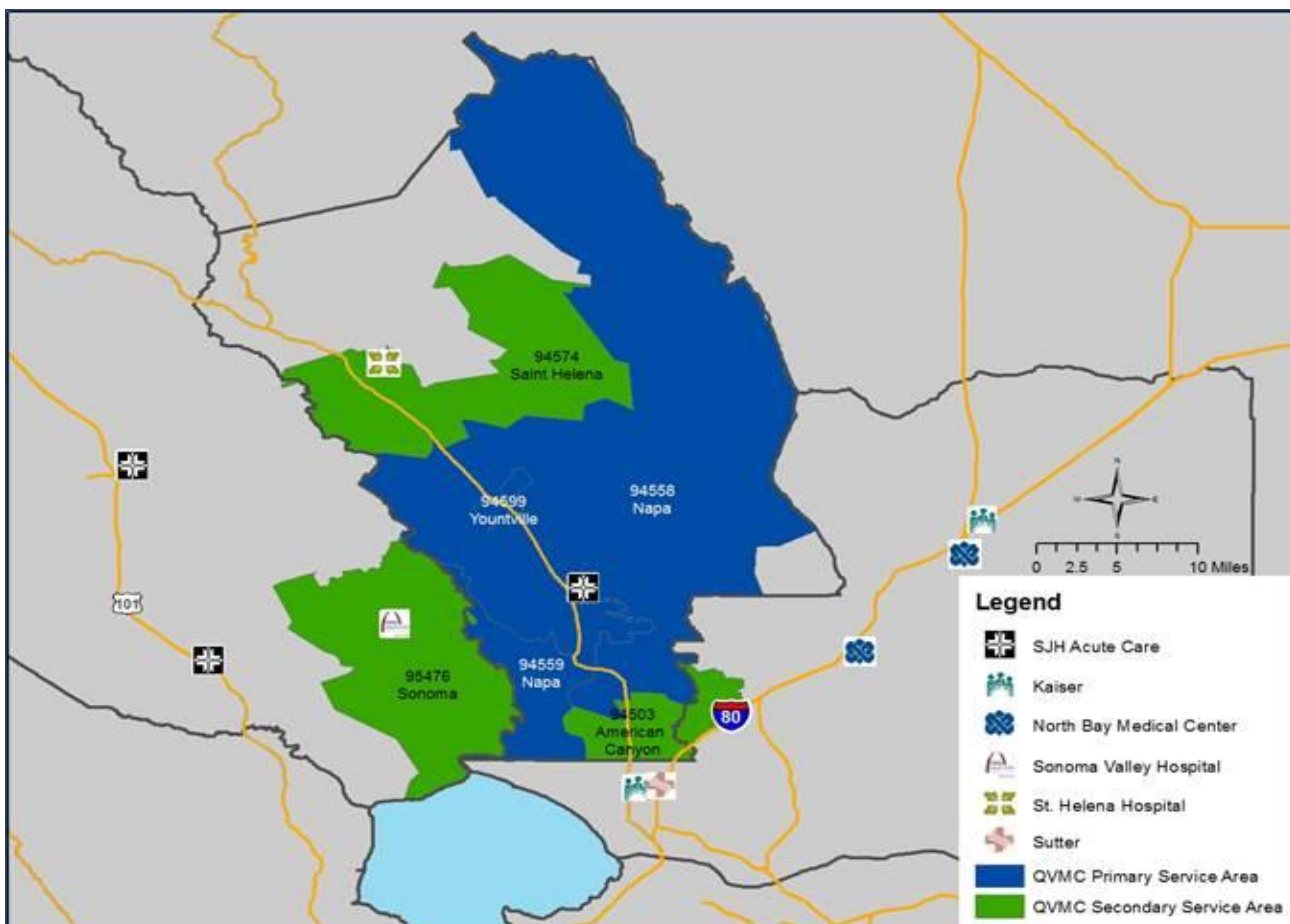 94574
Saint Helena
94599
Yountville
94558
Napa
N
W
E
S
0 2.5 5 10 Miles
101
95476
Sonoma
94559
Napa
94503
American
Canyon
80
Legend
SJH Acute Care
Kaiser
North Bay Medical Center
Sonoma Valley Hospital
St. Helena Hospital
Sutter
QVMC Primary Service Area
QVMC Secondary Service Area